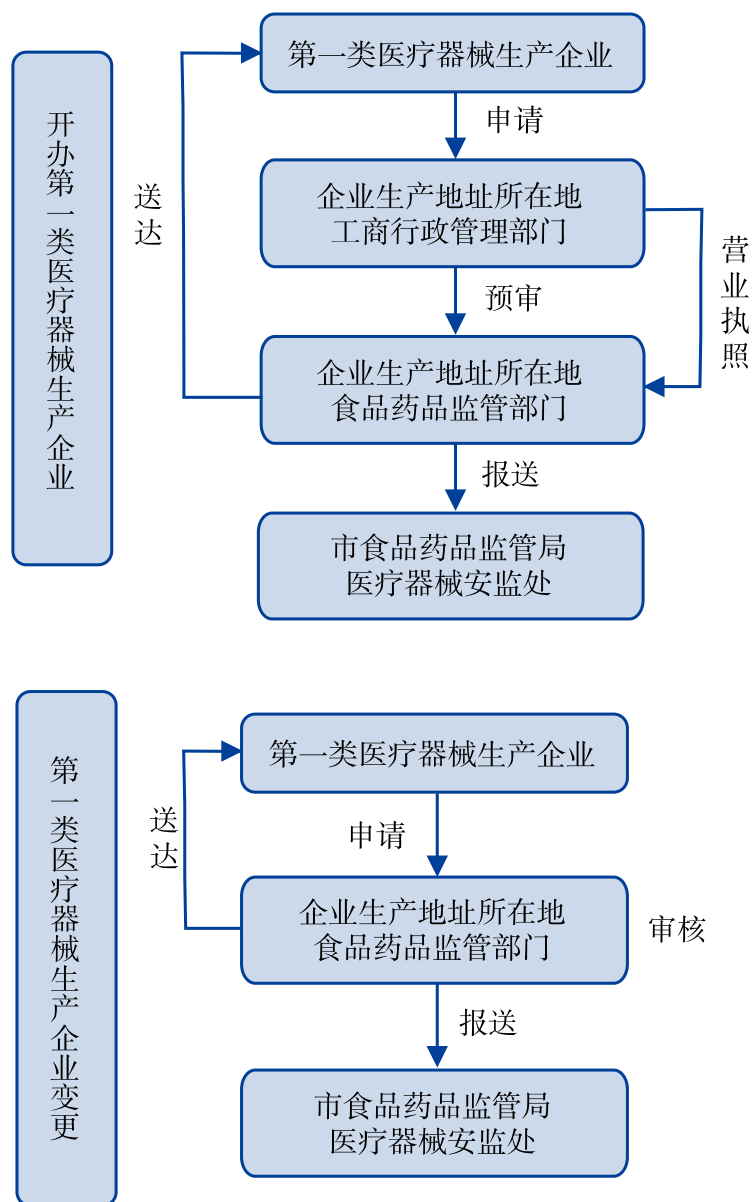 开办第一类医疗器械生产企业
第一类医疗器械生产企业
申请
企业生产地址所在地
工商行政管理部门
送达
营业执照
预审
企业生产地址所在地
食品药品监管部门
报送
市食品药品监管局
医疗器械安监处
第一类医疗器械生产企业变更
第一类医疗器械生产企业
送达
申请
企业生产地址所在地
食品药品监管部门
审核
报送
市食品药品监管局
医疗器械安监处